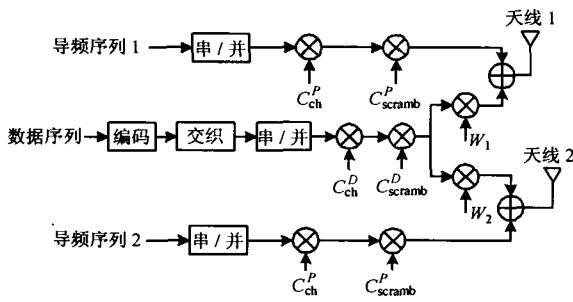 天线 1
导频序列 1
串 / 并
C_ch^P
C_scramb^P
数据序列
编码
交织
串 / 并
C_ch^D
C_scramb^D
W_1
W_2
天线 2
导频序列 2
串 / 并
C_ch^P
C_scramb^P